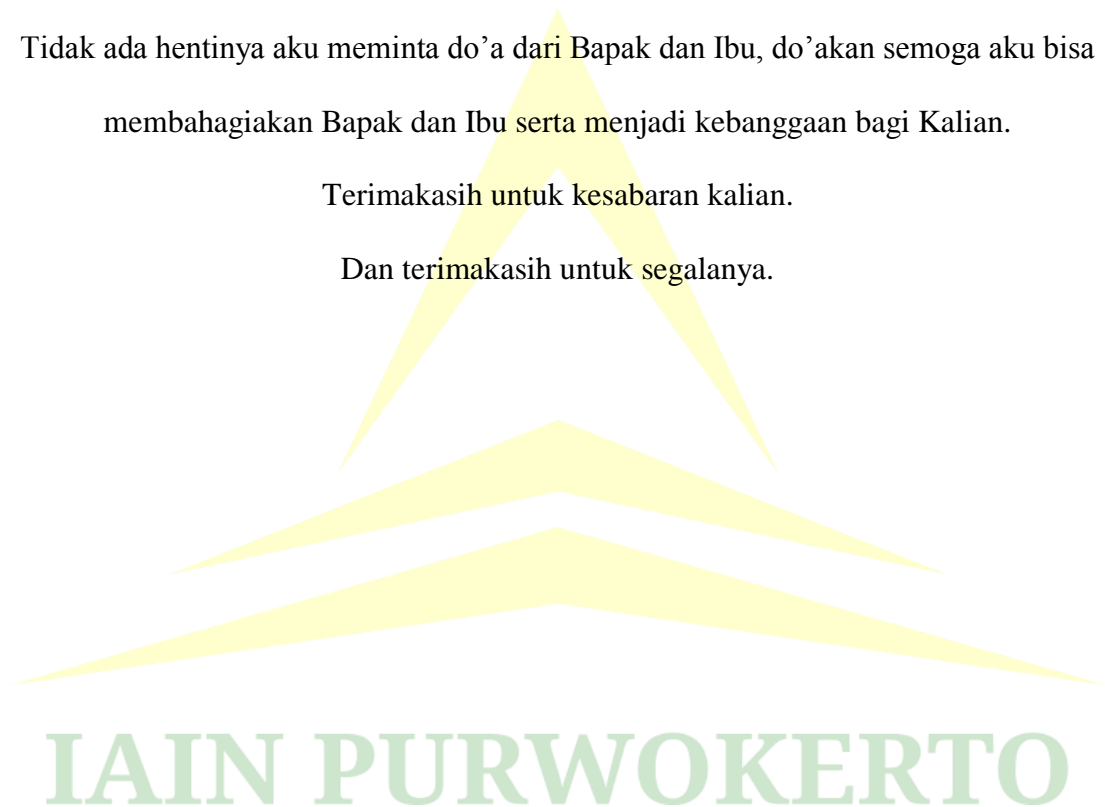 Tidak ada hentinya aku meminta do’a dari Bapak dan Ibu, do’akan semoga aku bisa
membahagiakan Bapak dan Ibu serta menjadi kebanggaan bagi Kalian.
Terimakasih untuk kesabaran kalian.
Dan terimakasih untuk segalanya.
IAIN PURWOKERTO